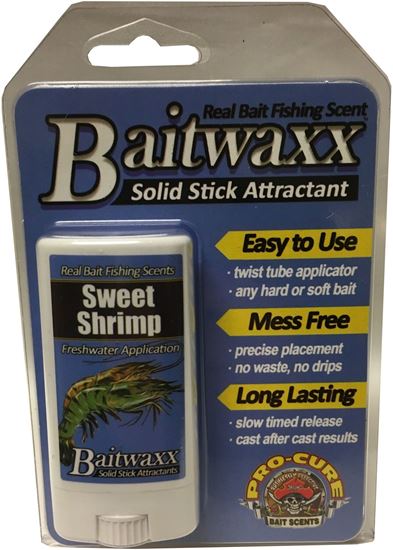 Real Bait Fishing Scent
Baitwaxx
Solid Stick Attractant
Easy to Use
· twist tube applicator
· any hard or soft bait
Mess Free
· precise placement
· no waste, no drips
Long Lasting
· slow timed release
· cast after cast results
Real Bait Fishing Scents
Sweet
Shrimp
Freshwater Application
Baitwaxx
Solid Stick Attractants
PRO-CURE
BAIT SCENTS